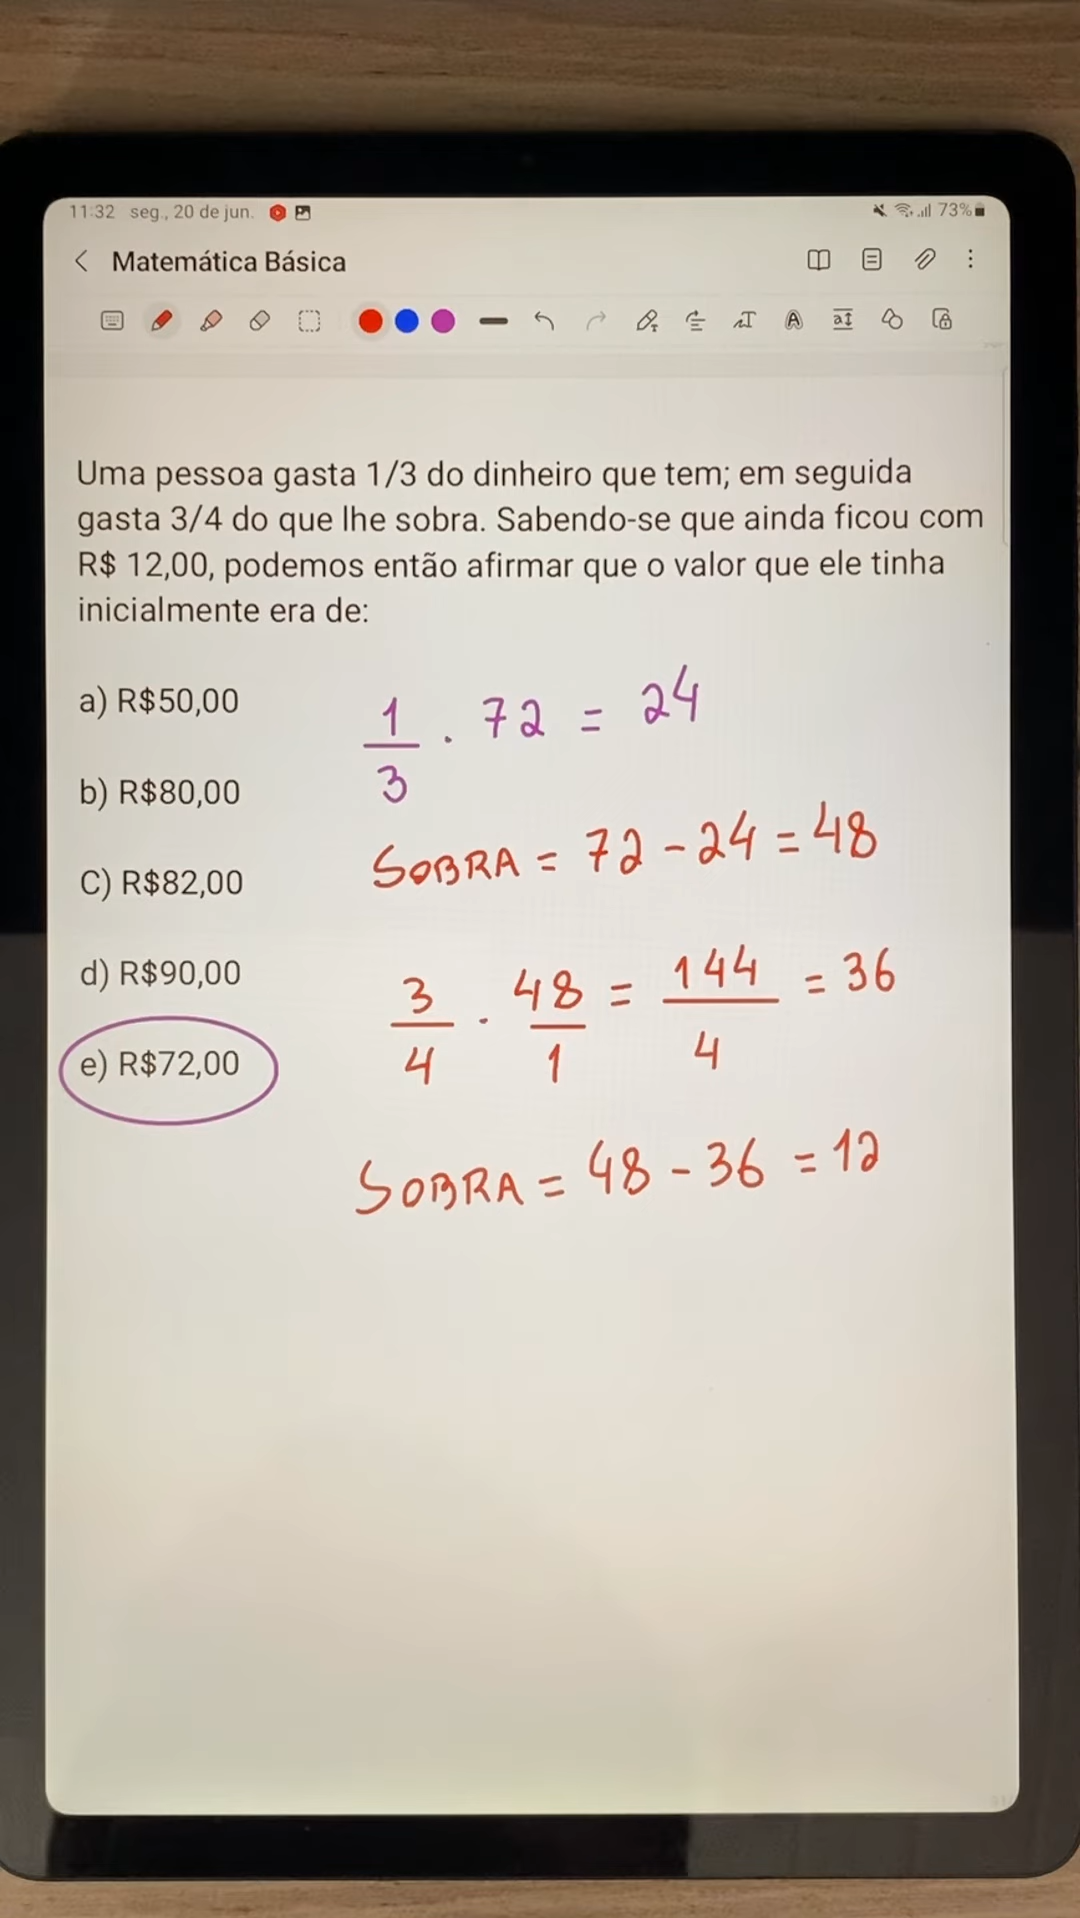 11:32 seg., 20 de jun. 73%
Matemática Básica
Uma pessoa gasta 1/3 do dinheiro que tem; em seguida
gasta 3/4 do que lhe sobra. Sabendo-se que ainda ficou com
R$ 12,00, podemos então afirmar que o valor que ele tinha
inicialmente era de:
a) R$50,00
b) R$80,00
C) R$82,00
d) R$90,00
e) R$72,00
1/3 . 72 = 24
SOBRA = 72 - 24 = 48
3/4 . 48/1 = 144/4 = 36
SOBRA = 48 - 36 = 12